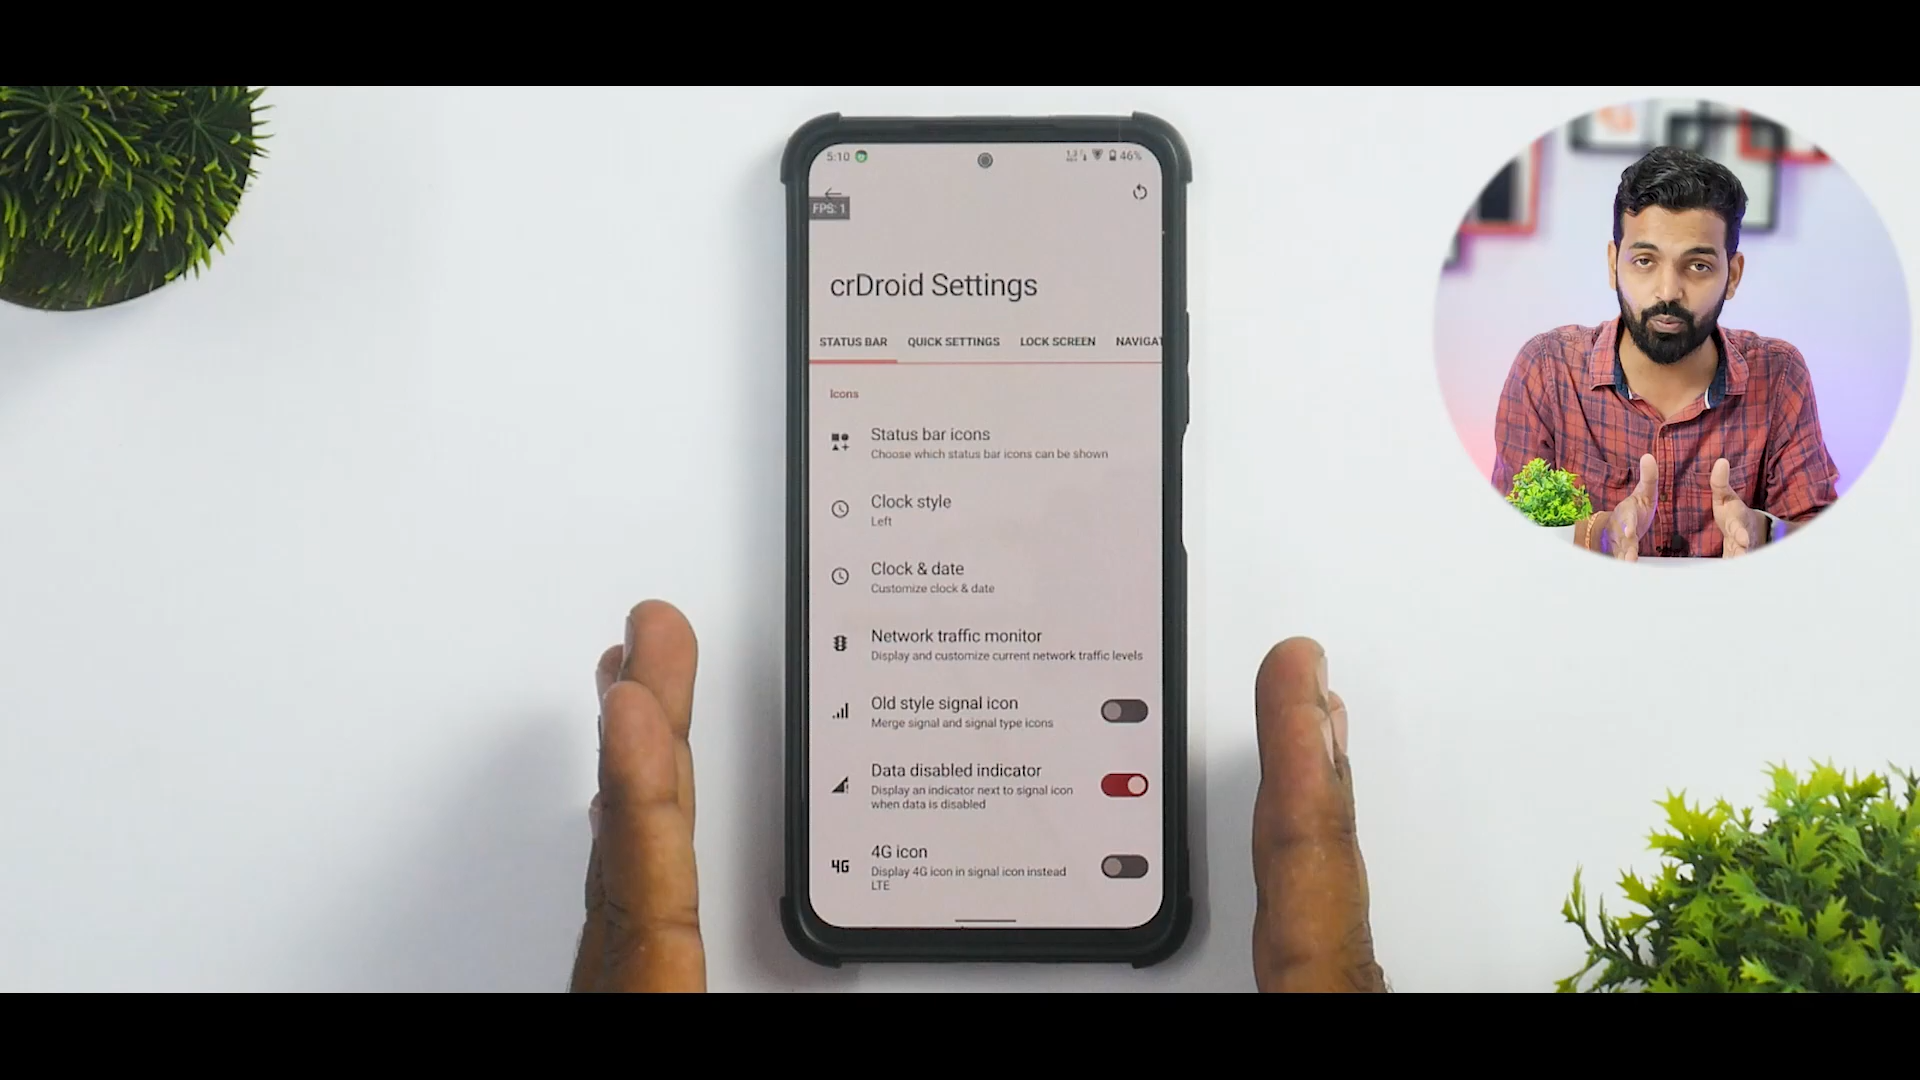 5:10
46%
FPS: 1
crDroid Settings
STATUS BAR QUICK SETTINGS LOCK SCREEN NAVIGAT
Icons
Status bar icons
Choose which status bar icons can be shown
Clock style
Left
Clock & date
Customize clock & date
Network traffic monitor
Display and customize current network traffic levels
Old style signal icon
Merge signal and signal type icons
Data disabled indicator
Display an indicator next to signal icon
when data is disabled
4G
4G icon
Display 4G icon in signal icon instead
LTE